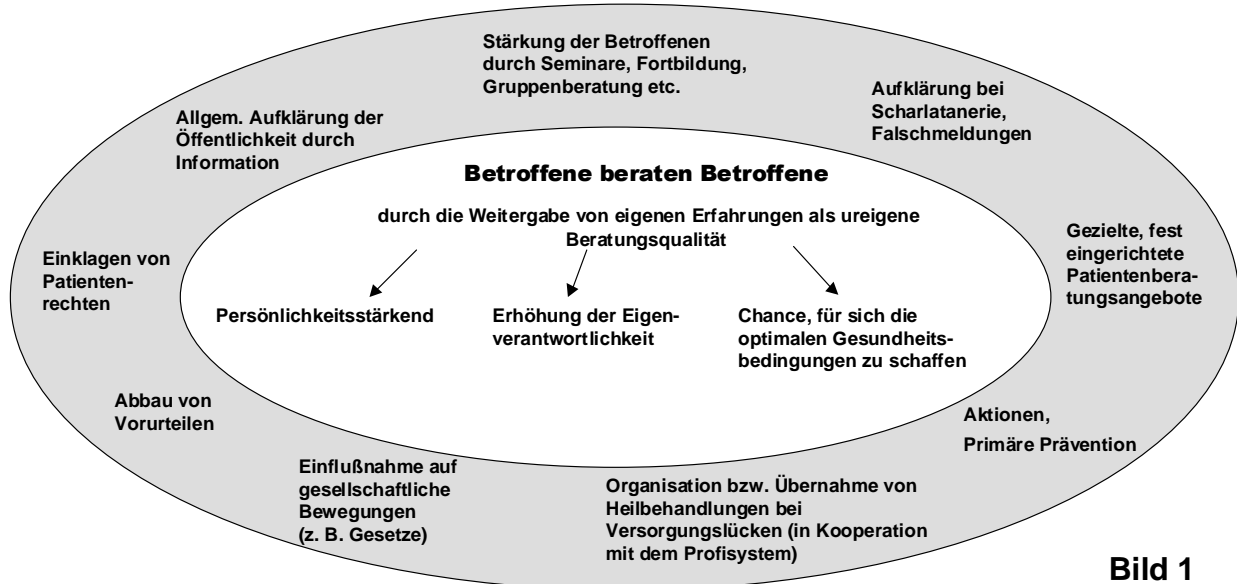 Stärkung der Betroffenen
durch Seminare, Fortbildung,
Gruppenberatung etc.
Allgem. Aufklärung der
Öffentlichkeit durch
Information
Aufklärung bei
Scharlatanerie,
Falschmeldungen
Betroffene beraten Betroffene
durch die Weitergabe von eigenen Erfahrungen als ureigene
Beratungsqualität
Einklagen von
Patienten-
rechten
Gezielte, fest
eingerichtete
Patientenbera-
tungsangebote
Persönlichkeitsstärkend
Erhöhung der Eigen-
verantwortlichkeit
Chance, für sich die
optimalen Gesundheits-
bedingungen zu schaffen
Abbau von
Vorurteilen
Aktionen,
Primäre Prävention
Einflußnahme auf
gesellschaftliche
Bewegungen
(z. B. Gesetze)
Organisation bzw. Übernahme von
Heilbehandlungen bei
Versorgungslücken (in Kooperation
mit dem Profisystem)
Bild 1